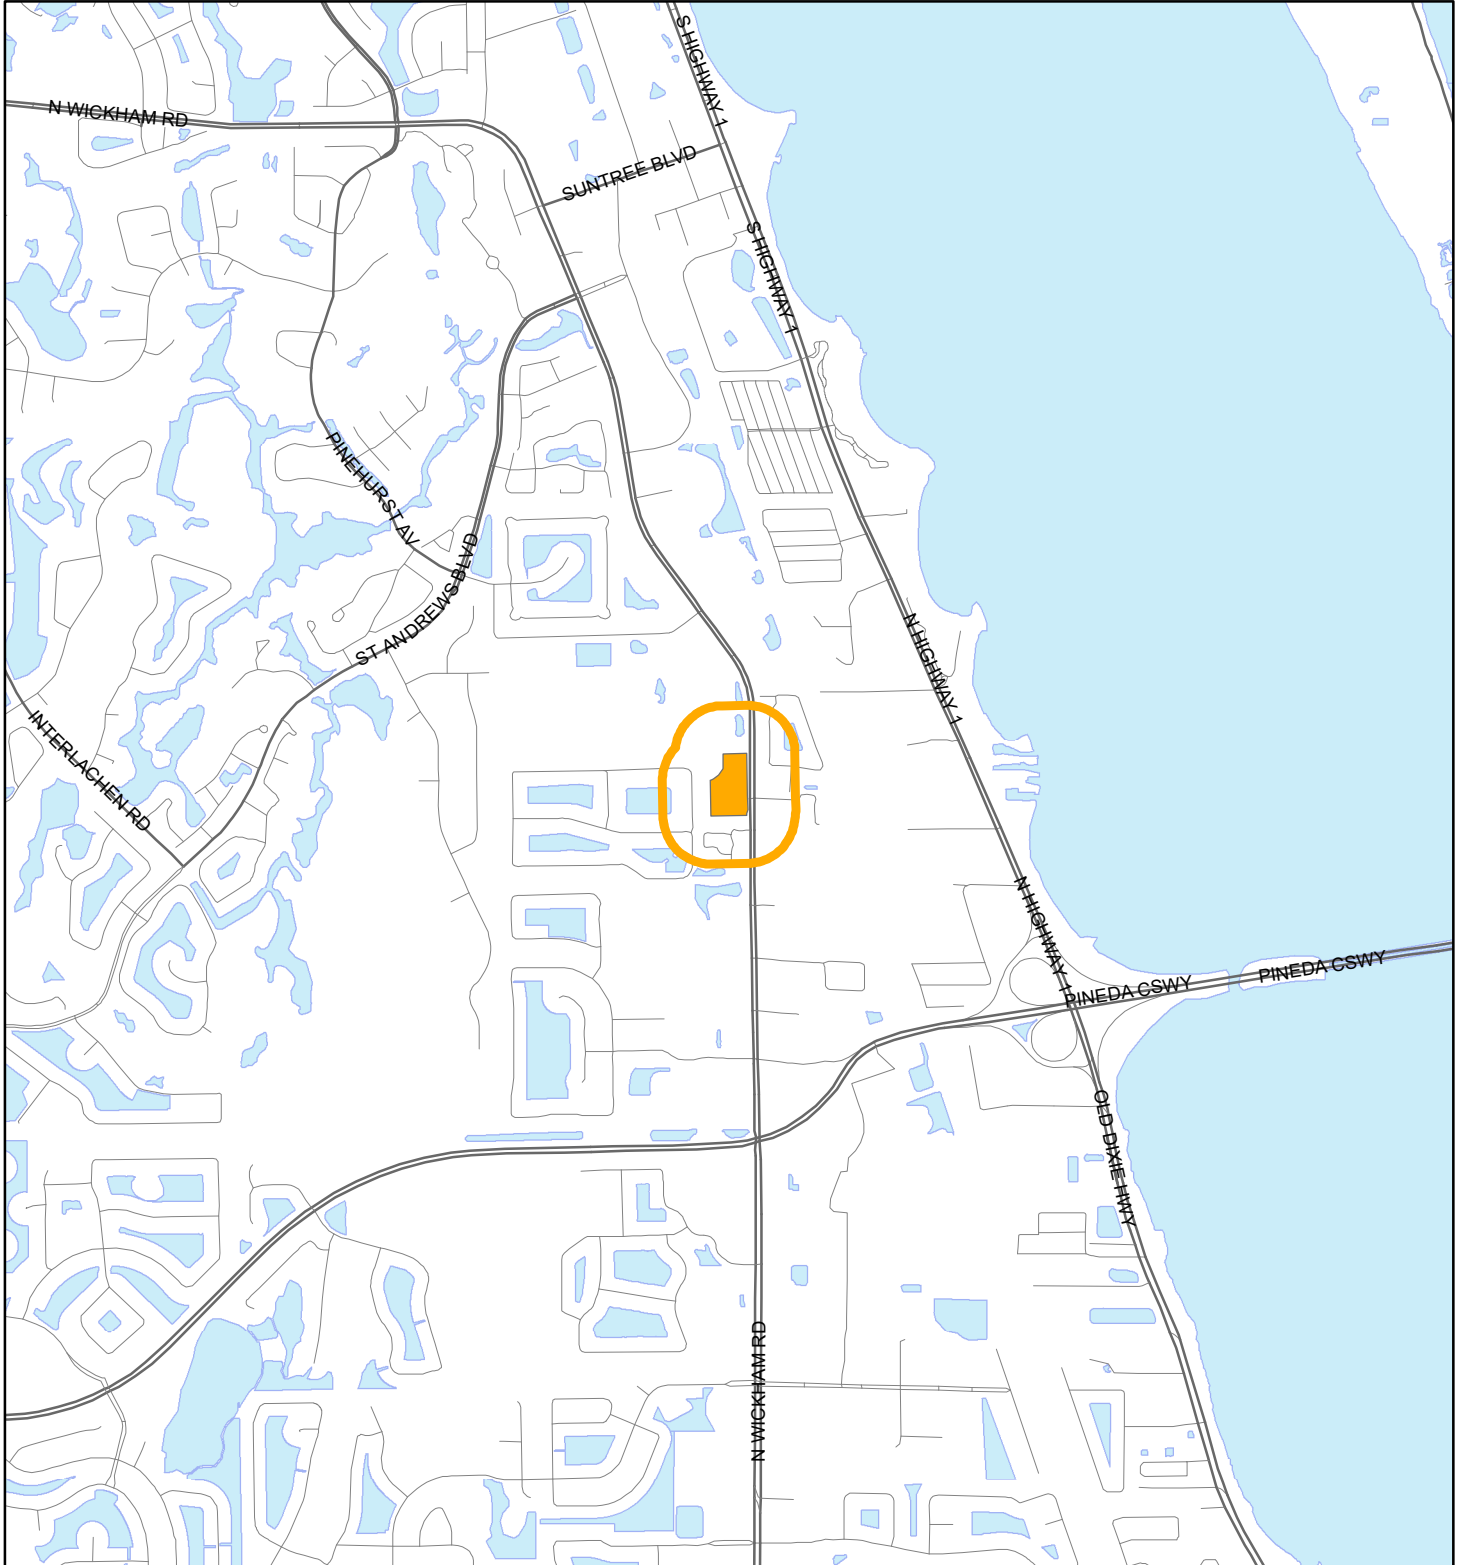 S HIGHWAY 1
N WICKHAM RD
SUNTREE BLVD
S HIGHWAY 1
PINEHURST AV
ST ANDREWS BLVD
N HIGHWAY 1
INTERLACHEN RD
N HIGHWAY 1
PINEDA CSWY
PINEDA CSWY
OLD DIXIE HWY
N WICKHAM RD